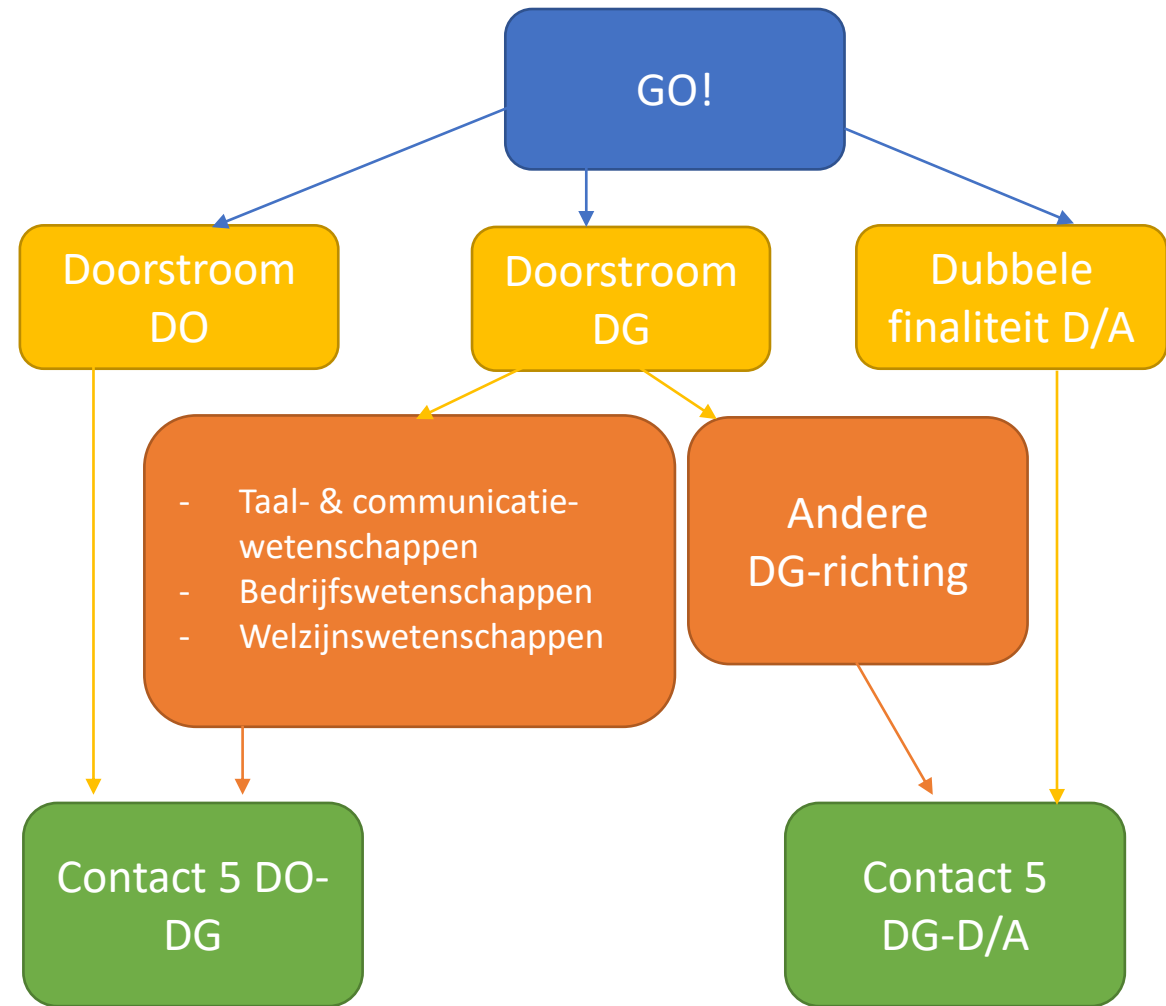 GO!
Doorstroom
DO
Doorstroom
DG
Dubbele
finaliteit D/A
- Taal- & communicatie-
wetenschappen
- Bedrijfswetenschappen
- Welzijnswetenschappen
Andere
DG-richting
Contact 5 DO-
DG
Contact 5
DG-D/A